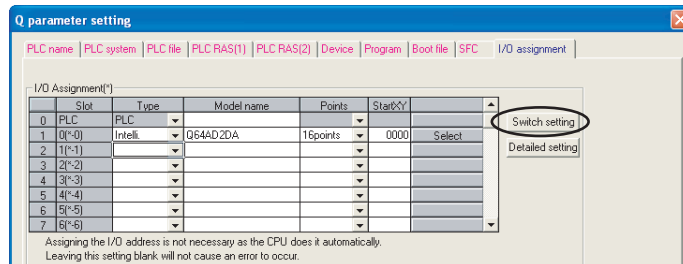 Q parameter setting
PLC name PLC system PLC file PLC RAS(1) PLC RAS(2) Device Program Boot file SFC I/O assignment
I/O Assignment(*)
Slot Type Model name Points StartXY
0 PLC PLC
Switch setting
1 0(*-0) Intelli. Q64AD2DA 16points 0000 Select
2 1(*-1)
Detailed setting
3 2(*-2)
4 3(*-3)
5 4(*-4)
6 5(*-5)
7 6(*-6)
Assigning the I/O address is not necessary as the CPU does it automatically.
Leaving this setting blank will not cause an error to occur.